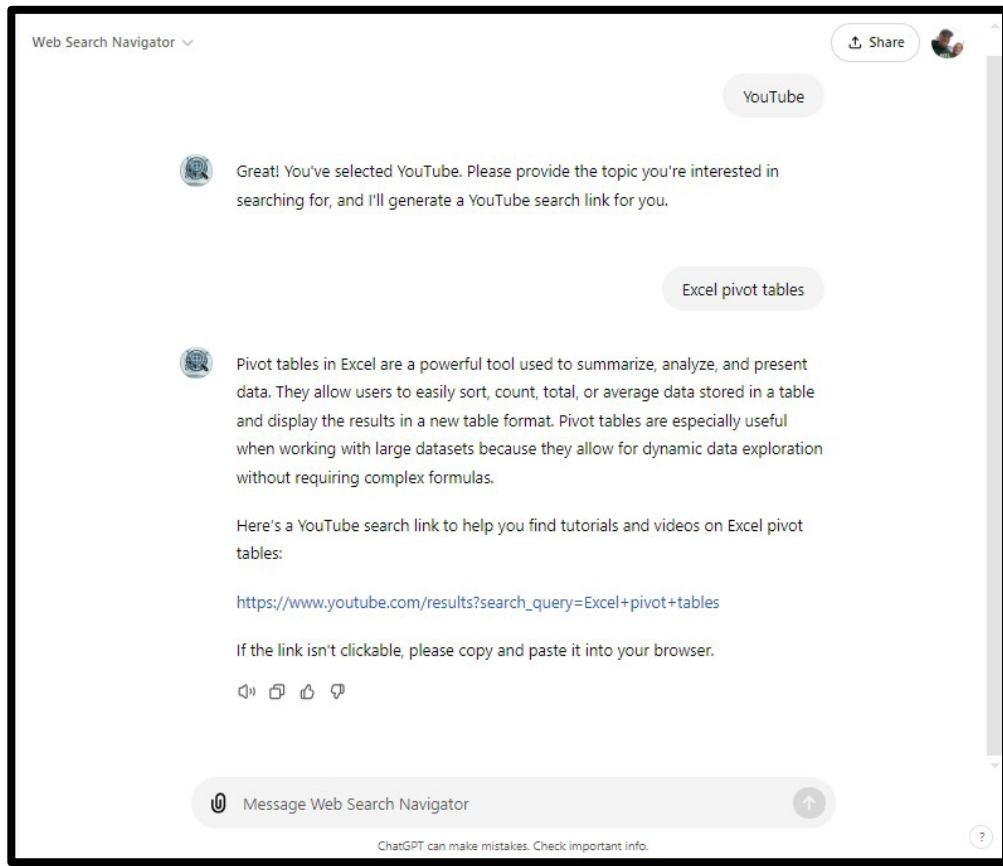 Web Search Navigator
Share
YouTube
Great! You've selected YouTube. Please provide the topic you're interested in
searching for, and I'll generate a YouTube search link for you.
Excel pivot tables
Pivot tables in Excel are a powerful tool used to summarize, analyze, and present
data. They allow users to easily sort, count, total, or average data stored in a table
and display the results in a new table format. Pivot tables are especially useful
when working with large datasets because they allow for dynamic data exploration
without requiring complex formulas.
Here's a YouTube search link to help you find tutorials and videos on Excel pivot
tables:
https://www.youtube.com/results?search_query=Excel+pivot+tables
If the link isn't clickable, please copy and paste it into your browser.
Message Web Search Navigator
ChatGPT can make mistakes. Check important info.
?